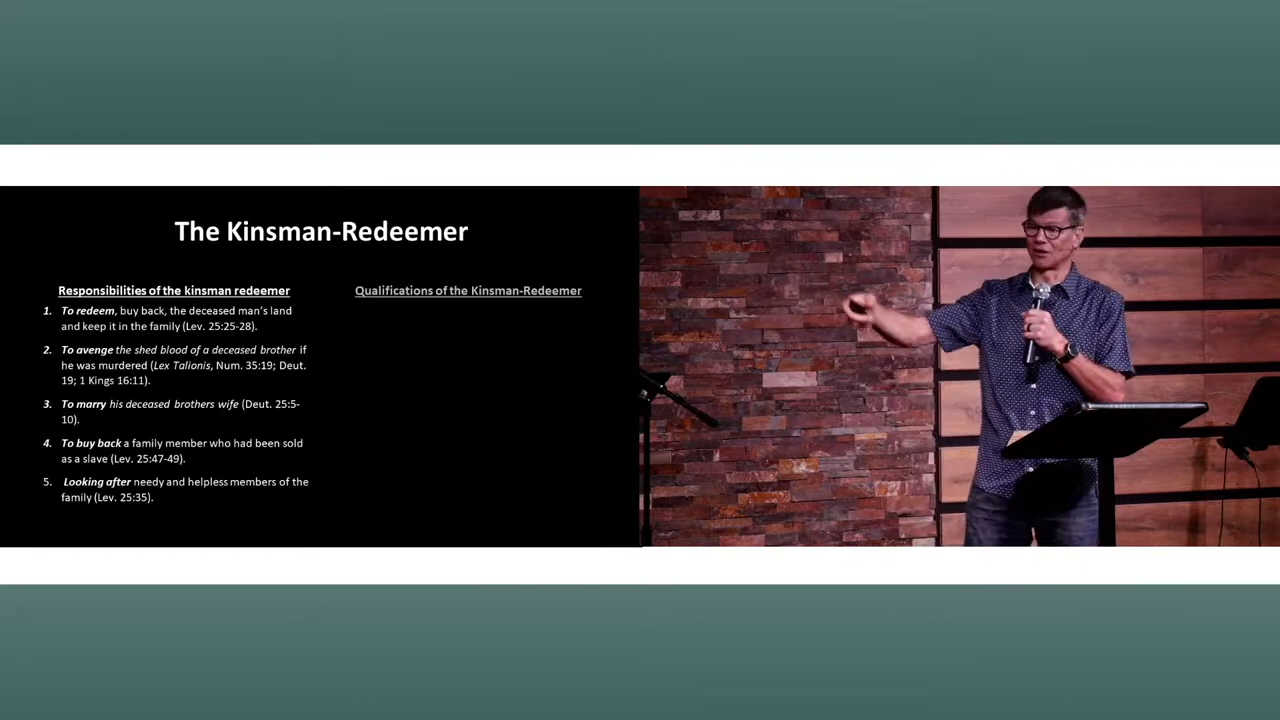 The Kinsman-Redeemer
Responsibilities of the kinsman redeemer
1. To redeem, buy back, the deceased man's land
and keep it in the family (Lev. 25:25-28).
2. To avenge the shed blood of a deceased brother if
he was murdered (Lex Talionis, Num. 35:19; Deut.
19; 1 Kings 16:11).
3. To marry his deceased brothers wife (Deut. 25:5-
10).
4. To buy back a family member who had been sold
as a slave (Lev. 25:47-49).
5. Looking after needy and helpless members of the
family (Lev. 25:35).
Qualifications of the Kinsman-Redeemer